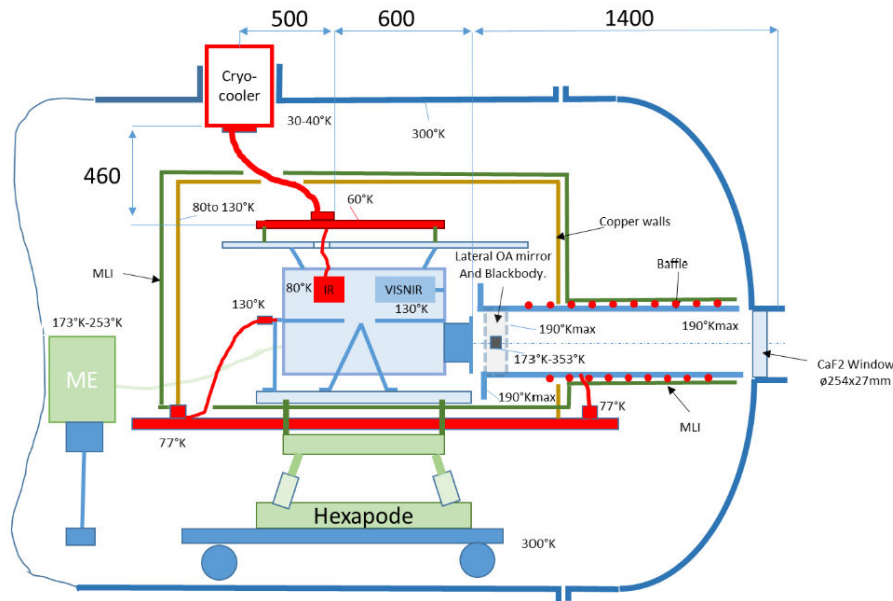 500
600
1400
Cryo-
cooler
30-40°K
300°K
460
80to 130°K
60°K
Copper walls
MLI
Lateral OA mirror
And Blackbody.
Baffle
80°K
IR
VISNIR
130°K
130°K
190°Kmax
190°Kmax
173°K-253°K
173°K-353°K
ME
CaF2 Window
ø254x27mm
190°Kmax
77°K
77°K
MLI
Hexapode
300°K